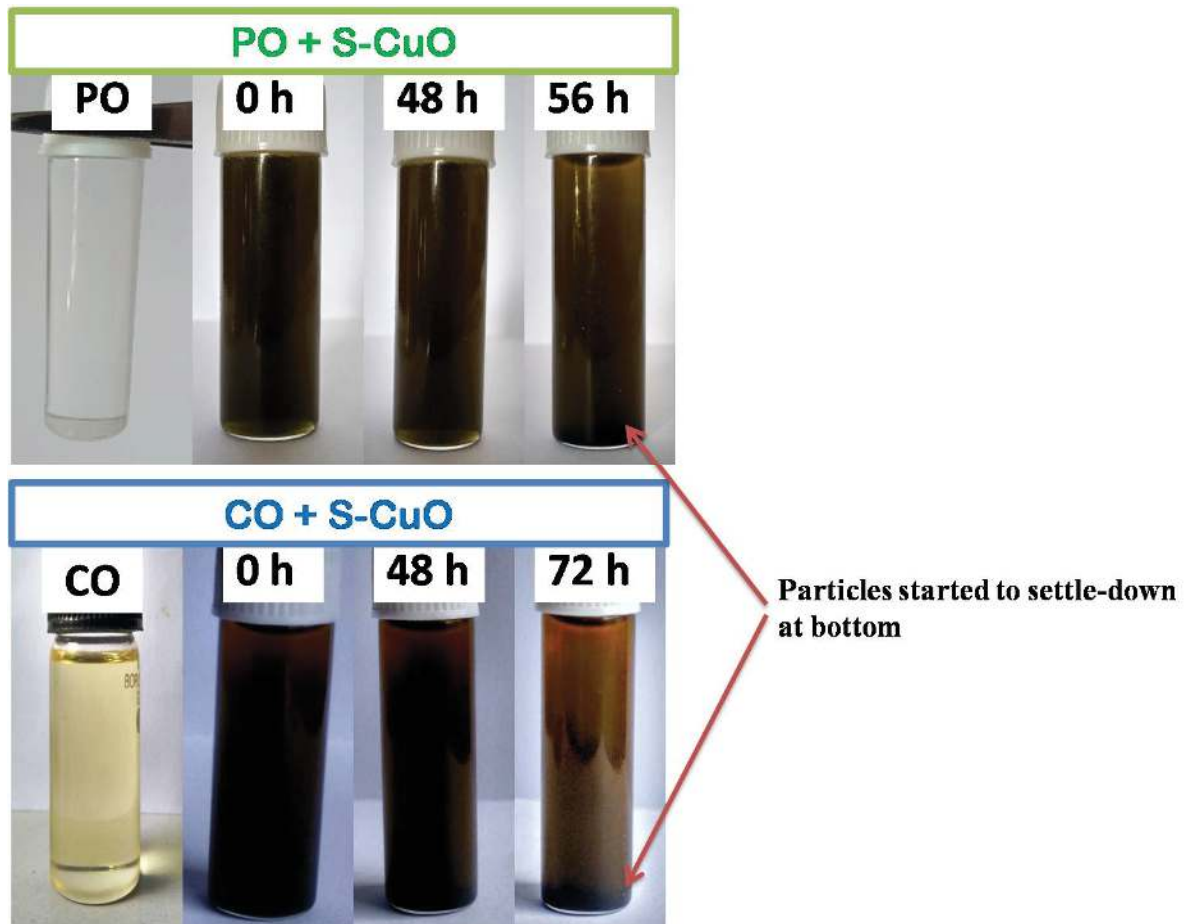 PO + S-CuO
PO
0 h
48 h
56 h
CO + S-CuO
CO
0 h
48 h
72 h
Particles started to settle-down
at bottom